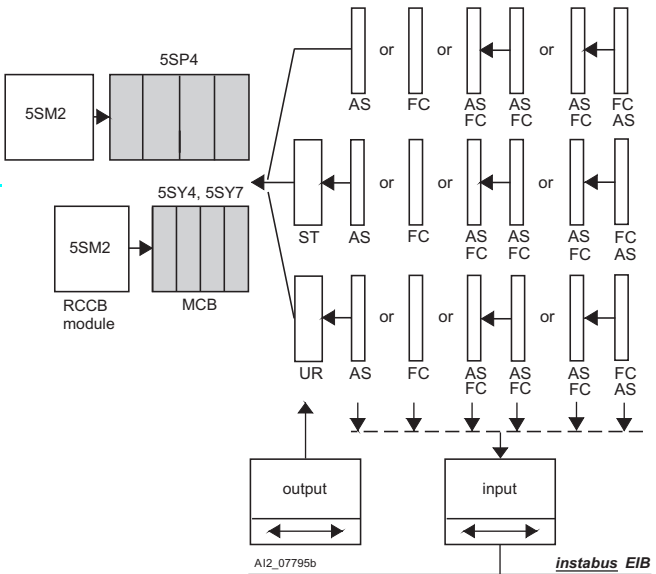 5SP4
5SM2
or or or
AS FC AS AS AS FC
FC FC FC AS
5SY4, 5SY7
5SM2
or or or
ST AS FC AS AS AS FC
FC FC FC AS
RCCB MCB
module
or or or
UR AS FC AS AS AS FC
FC FC FC AS
output input
AI2_07795b instabus EIB